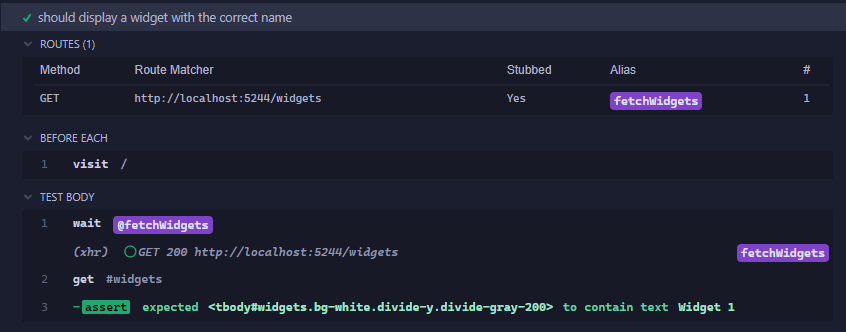 should display a widget with the correct name
ROUTES (1)
Method Route Matcher Stubbed Alias #
GET http://localhost:5244/widgets Yes fetchWidgets 1
BEFORE EACH
1 visit /
TEST BODY
1 wait @fetchWidgets
(xhr) GET 200 http://localhost:5244/widgets fetchWidgets
2 get #widgets
3 -assert expected <tbody#widgets.bg-white.divide-y.divide-gray-200> to contain text Widget 1